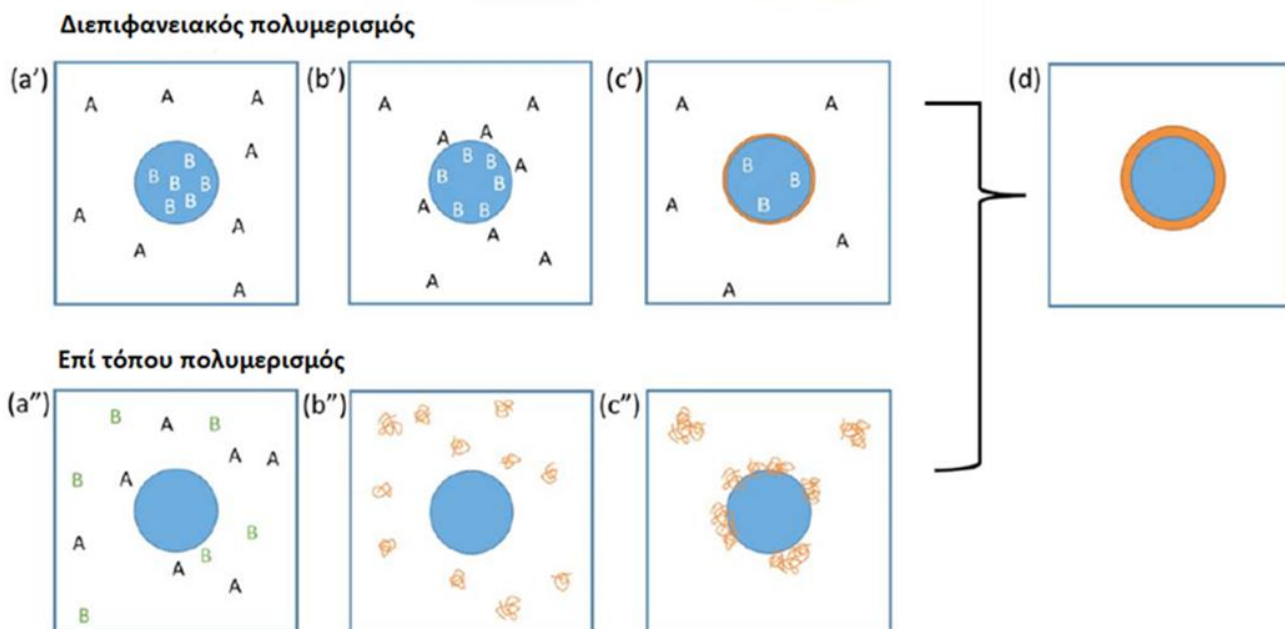 Διεπιφανειακός πολυμερισμός
(a')
A A A
A
B
B B B
B B
A A
A
A
(b')
A A
A A
B B A
B B
A B B
A
A
A
(c')
A A
B B
A B
A
A
(d)
Επί τόπου πολυμερισμός
(a'')
B A B
A A
B A
B
A B
A A
B
(b'')
(c'')